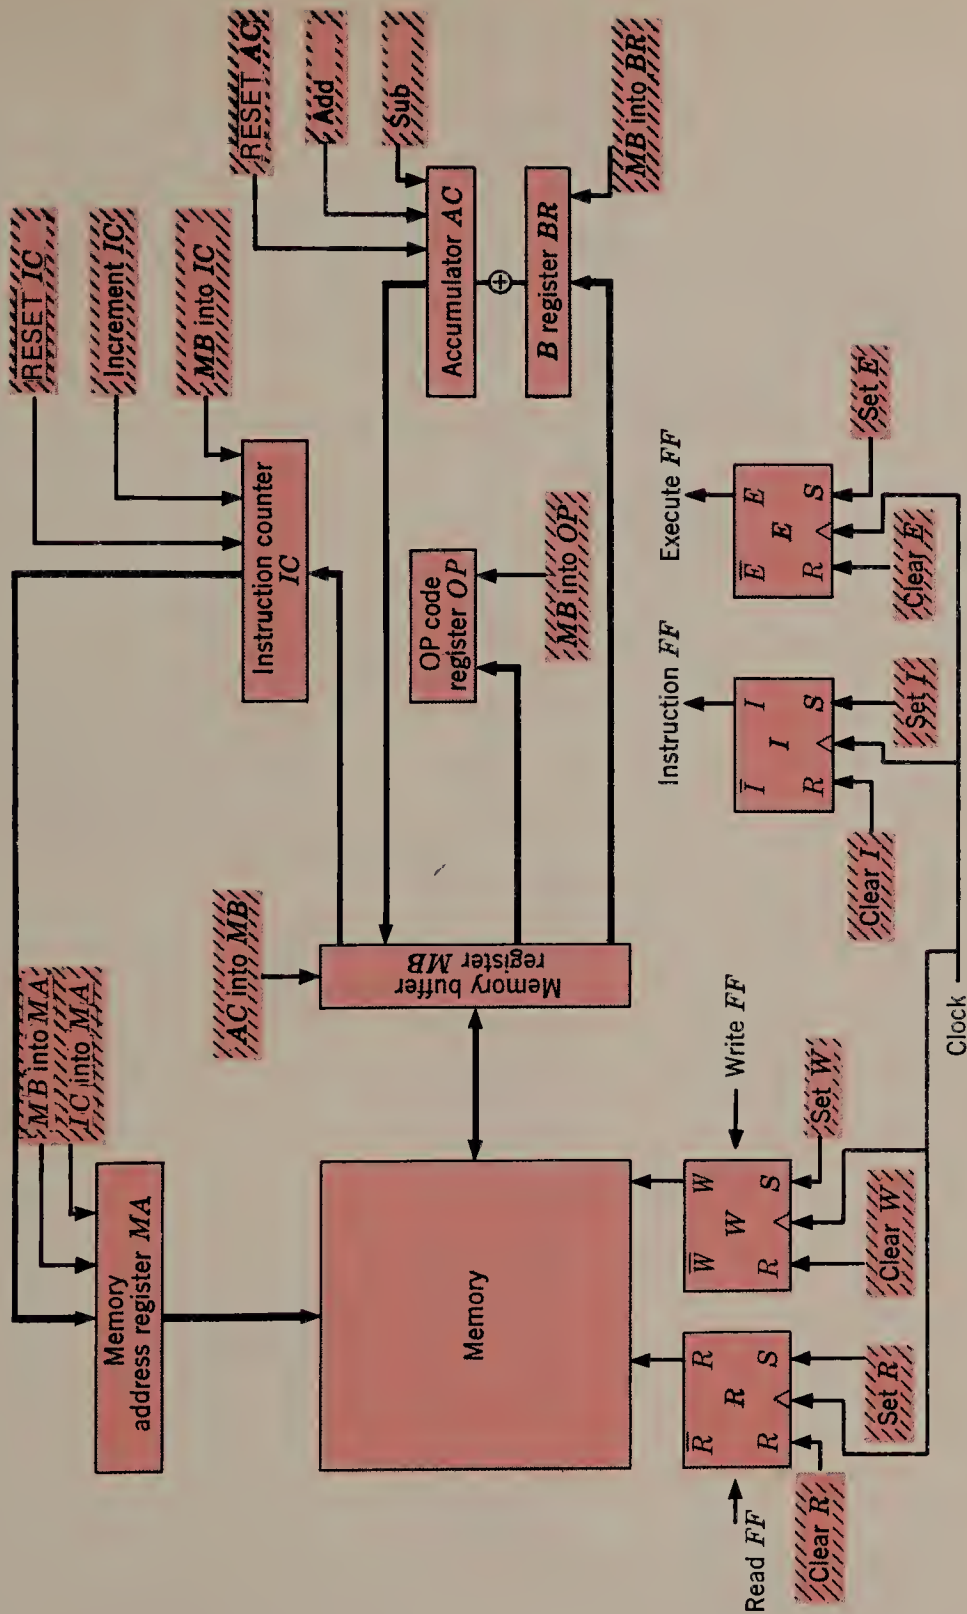 RESET IC
Increment IC
MB into IC
RESET AC
Add
Sub
MB into MA
IC into MA
Instruction counter
IC
Accumulator AC
B register BR
MB into BR
Memory
address register MA
AC into MB
OP code
register OP
MB into OP
Memory buffer
register MB
Memory
Read FF
R̅ R
R
R S
Clear R
Set R
Write FF
W̅ W
W
R S
Clear W
Set W
Instruction FF
I̅ I
I
R S
Clear I
Set I
Execute FF
E̅ E
E
R S
Clear E
Set E
Clock